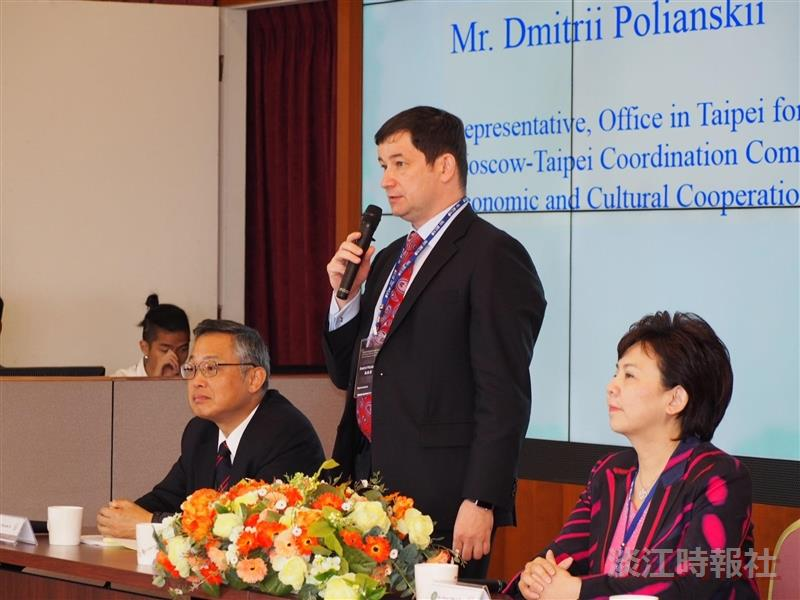 Mr. Dmitrii Polianskii
epresentative, Office in Taipei for
oscow-Taipei Coordination Com
onomic and Cultural Cooperatio
淡江時報社